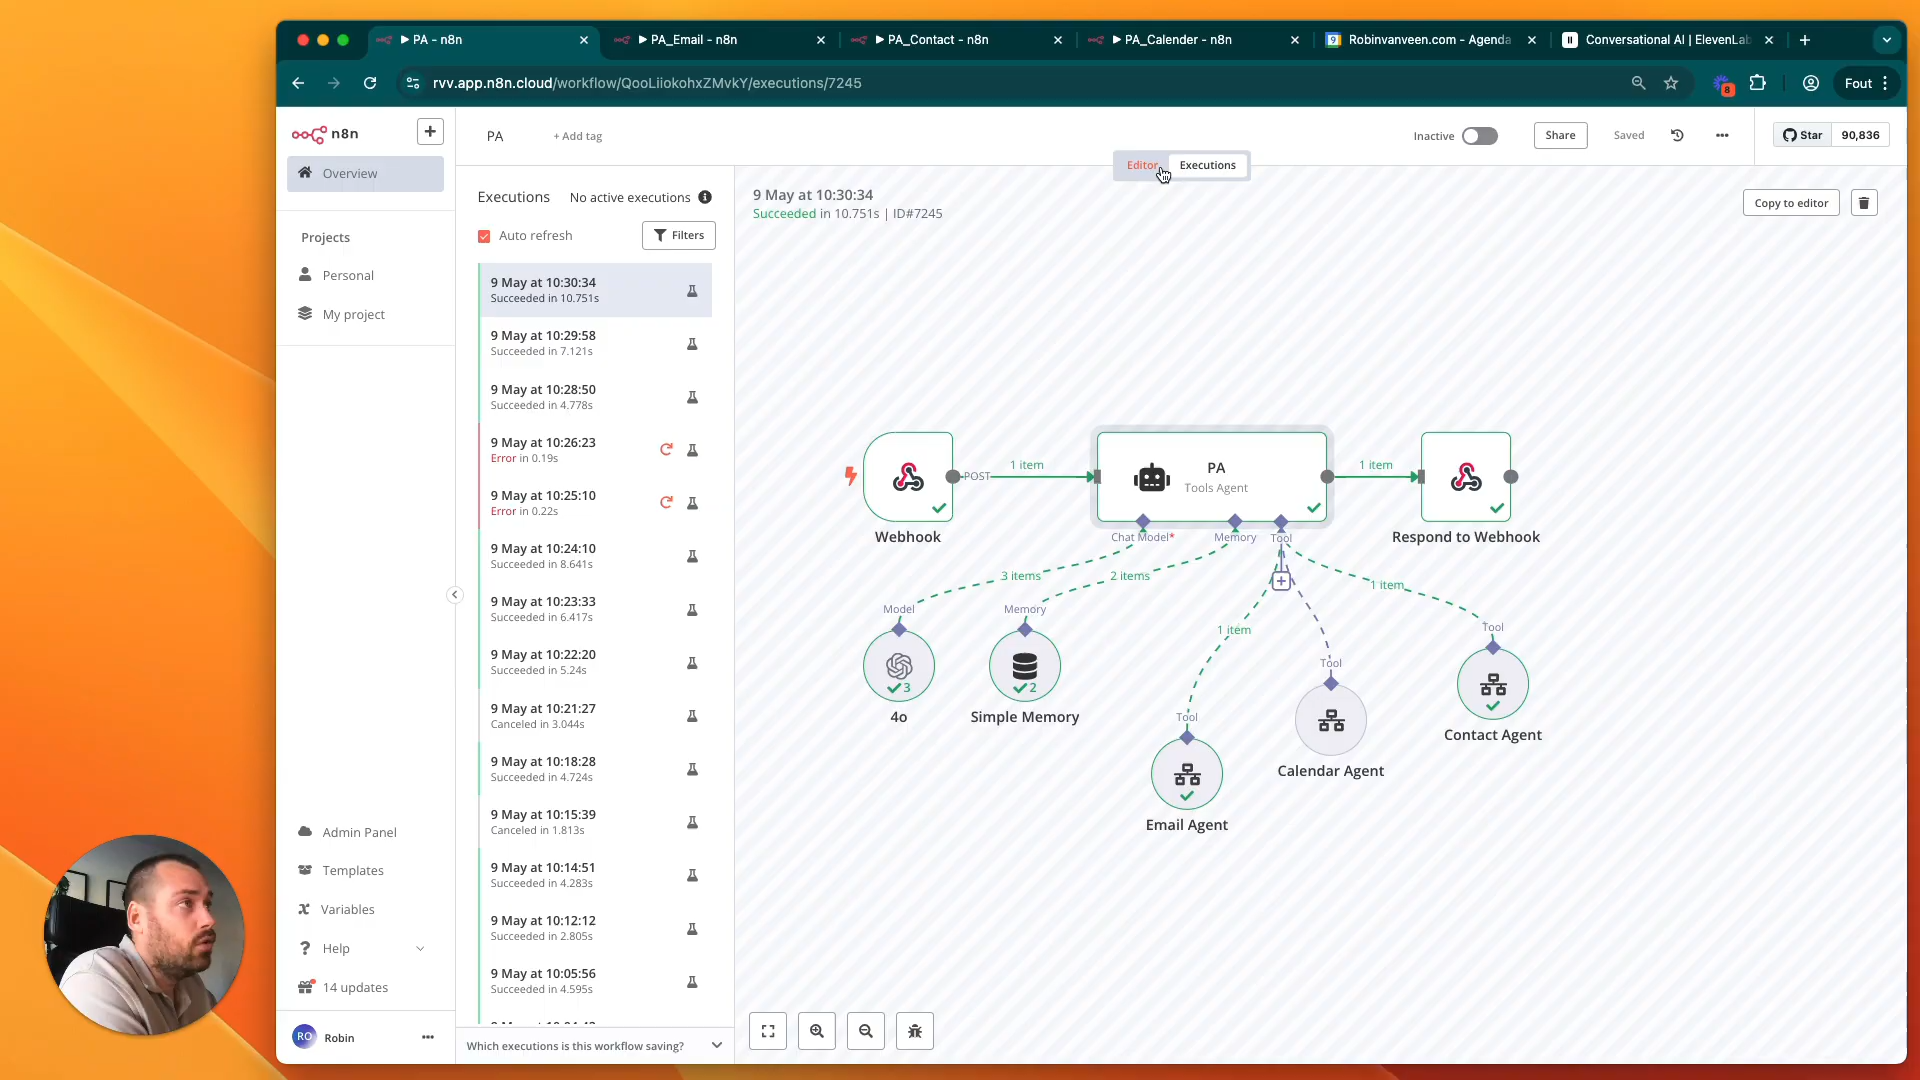 PA - n8n
PA_Email - n8n
PA_Contact - n8n
PA_Calender - n8n
9
Robinvanveen.com - Agenda
Conversational AI | ElevenLab
rvv.app.n8n.cloud/workflow/QooLiiokohxZMvkY/executions/7245
8
Fout
n8n
PA
+ Add tag
Inactive
Share
Saved
Star
90,836
Overview
Projects
Personal
My project
Admin Panel
Templates
Variables
Help
14 updates
RO
Robin
Editor
Executions
Executions
No active executions
Auto refresh
Filters
9 May at 10:30:34
Succeeded in 10.751s
9 May at 10:29:58
Succeeded in 7.121s
9 May at 10:28:50
Succeeded in 4.778s
9 May at 10:26:23
Error in 0.19s
9 May at 10:25:10
Error in 0.22s
9 May at 10:24:10
Succeeded in 8.641s
9 May at 10:23:33
Succeeded in 6.417s
9 May at 10:22:20
Succeeded in 5.24s
9 May at 10:21:27
Canceled in 3.044s
9 May at 10:18:28
Succeeded in 4.724s
9 May at 10:15:39
Canceled in 1.813s
9 May at 10:14:51
Succeeded in 4.283s
9 May at 10:12:12
Succeeded in 2.805s
9 May at 10:05:56
Succeeded in 4.595s
Which executions is this workflow saving?
9 May at 10:30:34
Succeeded in 10.751s | ID#7245
Copy to editor
POST
1 item
PA
Tools Agent
1 item
Webhook
Respond to Webhook
Chat Model*
Memory
Tool
3 items
2 items
1 item
1 item
Model
Memory
Tool
Tool
Tool
3
2
4o
Simple Memory
Email Agent
Calendar Agent
Contact Agent